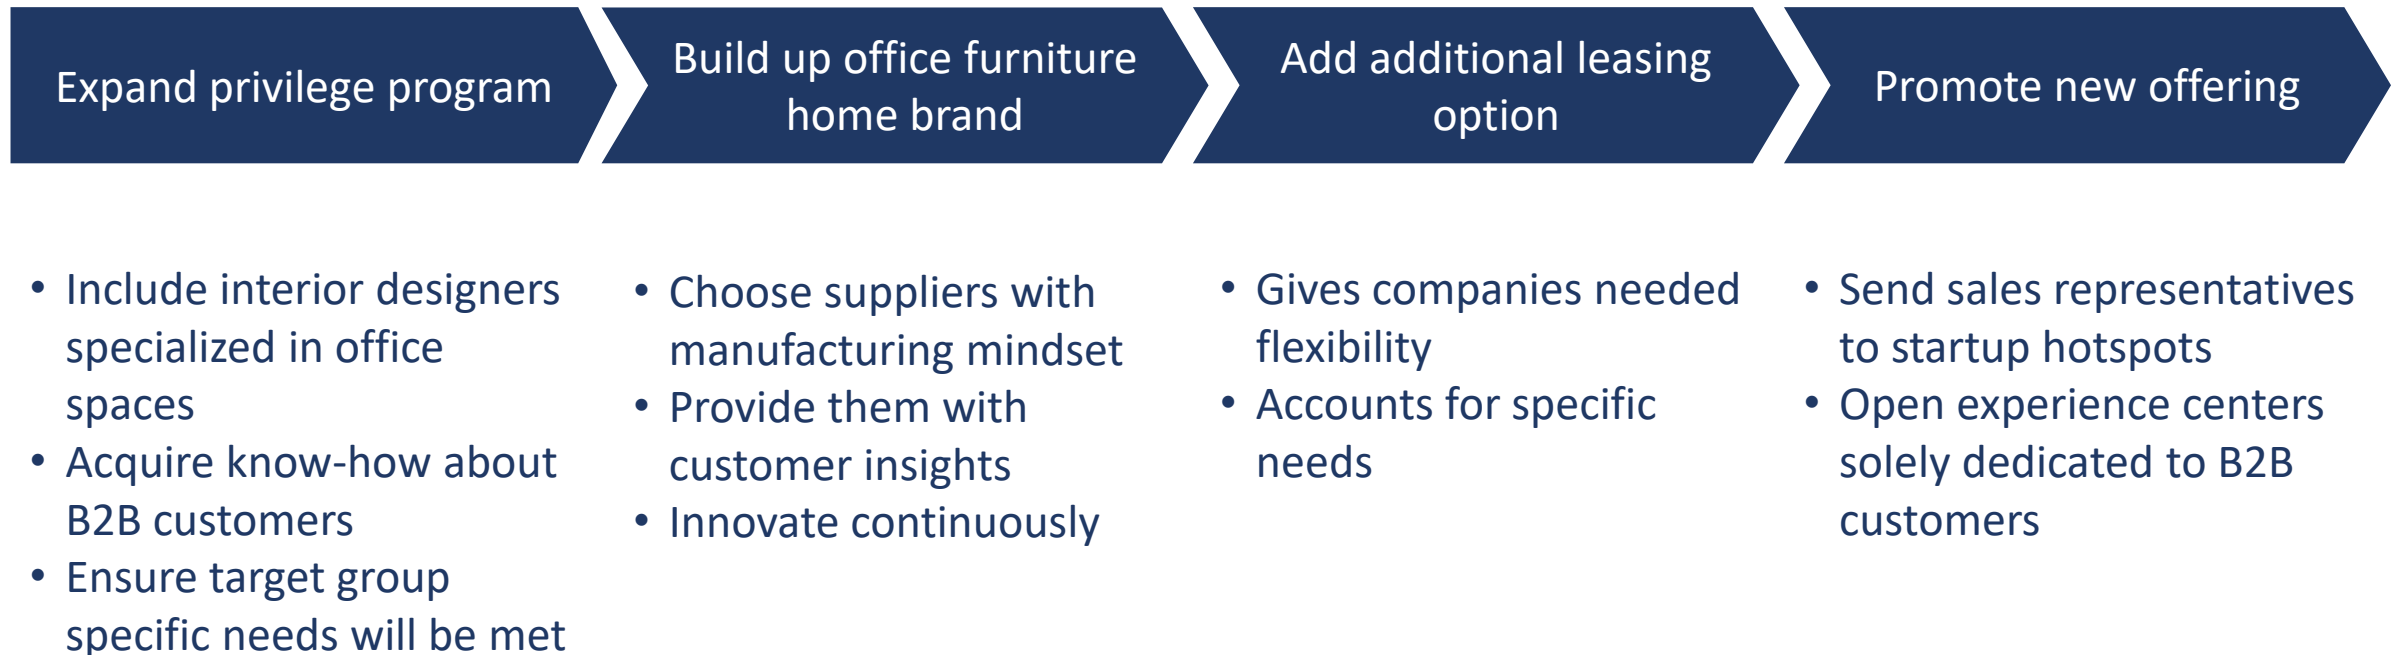 Expand privilege program
Build up office furniture
home brand
Add additional leasing
option
Promote new offering
• Include interior designers
specialized in office
spaces
• Acquire know-how about
B2B customers
• Ensure target group
specific needs will be met
• Choose suppliers with
manufacturing mindset
• Provide them with
customer insights
• Innovate continuously
• Gives companies needed
flexibility
• Accounts for specific
needs
• Send sales representatives
to startup hotspots
• Open experience centers
solely dedicated to B2B
customers